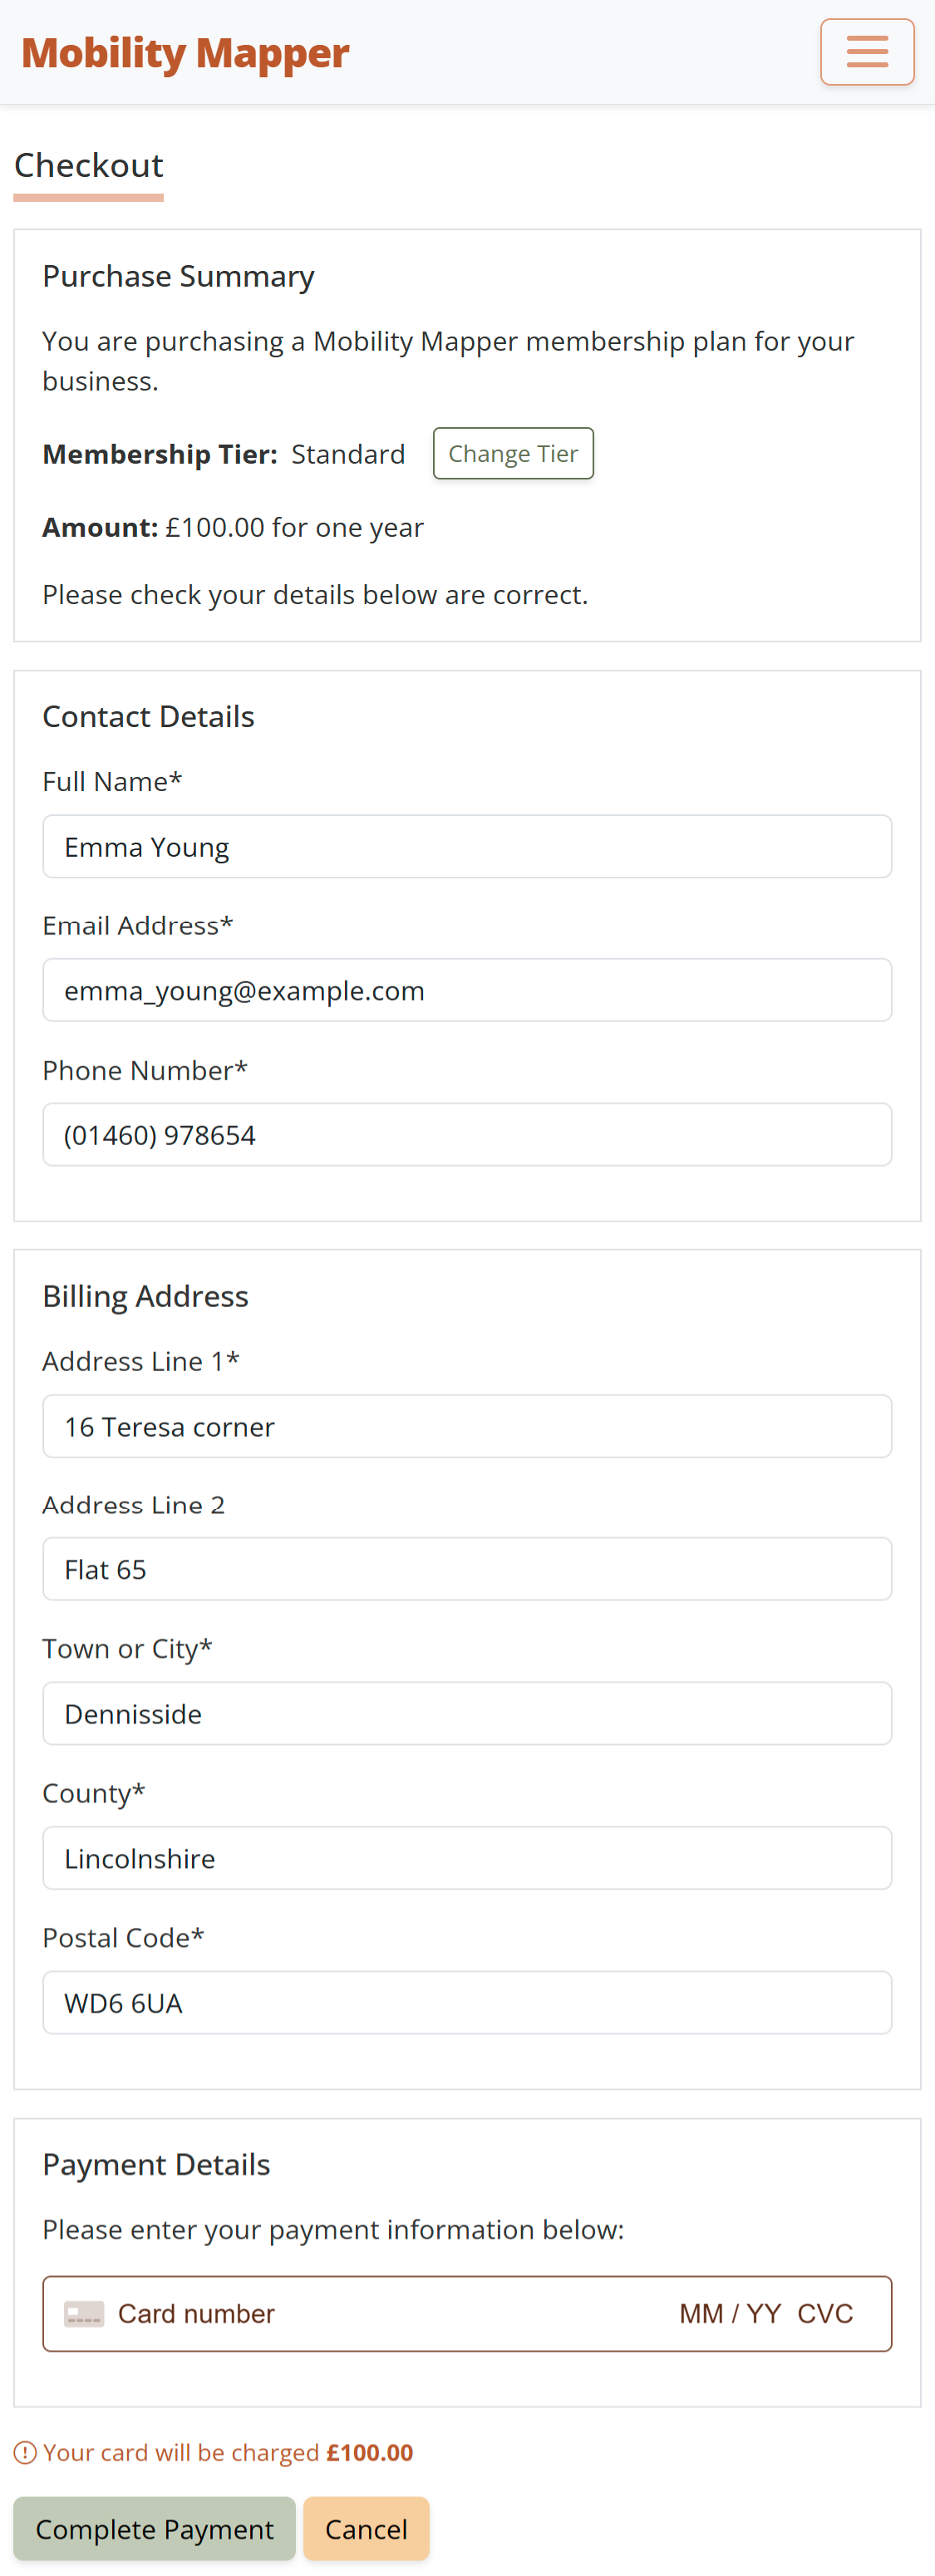 Mobility Mapper
Checkout
Purchase Summary
You are purchasing a Mobility Mapper membership plan for your
business.
Membership Tier: Standard Change Tier
Amount: £100.00 for one year
Please check your details below are correct.
Contact Details
Full Name*
Emma Young
Email Address*
emma_young@example.com
Phone Number*
(01460) 978654
Billing Address
Address Line 1*
16 Teresa corner
Address Line 2
Flat 65
Town or City*
Dennisside
County*
Lincolnshire
Postal Code*
WD6 6UA
Payment Details
Please enter your payment information below:
Card number MM / YY CVC
Your card will be charged £100.00
Complete Payment Cancel